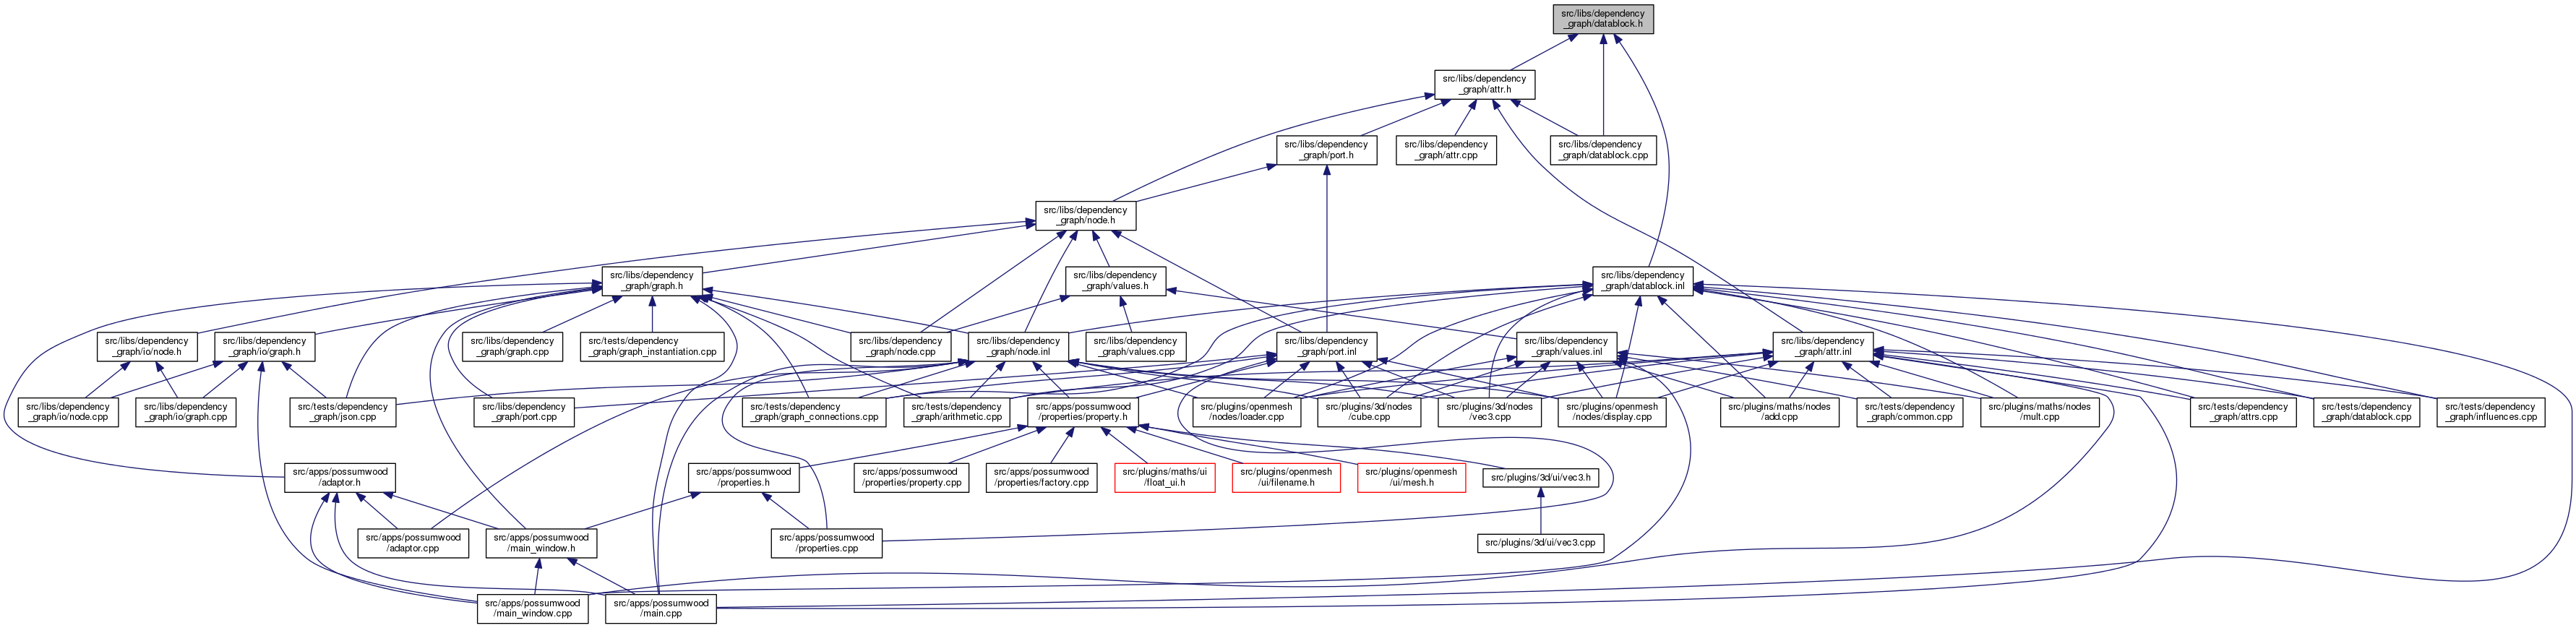 src/libs/dependency
_graph/datablock.h
src/libs/dependency
_graph/attr.h
src/libs/dependency
_graph/port.h
src/libs/dependency
_graph/attr.cpp
src/libs/dependency
_graph/datablock.cpp
src/libs/dependency
_graph/node.h
src/libs/dependency
_graph/graph.h
src/libs/dependency
_graph/values.h
src/libs/dependency
_graph/datablock.inl
src/libs/dependency
_graph/io/node.h
src/libs/dependency
_graph/io/graph.h
src/libs/dependency
_graph/graph.cpp
src/tests/dependency
_graph/graph_instantiation.cpp
src/libs/dependency
_graph/node.cpp
src/libs/dependency
_graph/node.inl
src/libs/dependency
_graph/values.cpp
src/libs/dependency
_graph/port.inl
src/libs/dependency
_graph/values.inl
src/libs/dependency
_graph/attr.inl
src/libs/dependency
_graph/io/node.cpp
src/libs/dependency
_graph/io/graph.cpp
src/tests/dependency
_graph/json.cpp
src/libs/dependency
_graph/port.cpp
src/tests/dependency
_graph/graph_connections.cpp
src/tests/dependency
_graph/arithmetic.cpp
src/apps/possumwood
/properties/property.h
src/plugins/openmesh
/nodes/loader.cpp
src/plugins/3d/nodes
/cube.cpp
src/plugins/3d/nodes
/vec3.cpp
src/plugins/openmesh
/nodes/display.cpp
src/plugins/maths/nodes
/add.cpp
src/tests/dependency
_graph/common.cpp
src/plugins/maths/nodes
/mult.cpp
src/tests/dependency
_graph/attrs.cpp
src/tests/dependency
_graph/datablock.cpp
src/tests/dependency
_graph/influences.cpp
src/apps/possumwood
/adaptor.h
src/apps/possumwood
/properties.h
src/apps/possumwood
/properties/property.cpp
src/apps/possumwood
/properties/factory.cpp
src/plugins/maths/ui
/float_ui.h
src/plugins/openmesh
/ui/filename.h
src/plugins/openmesh
/ui/mesh.h
src/plugins/3d/ui/vec3.h
src/apps/possumwood
/adaptor.cpp
src/apps/possumwood
/main_window.h
src/apps/possumwood
/properties.cpp
src/plugins/3d/ui/vec3.cpp
src/apps/possumwood
/main_window.cpp
src/apps/possumwood
/main.cpp